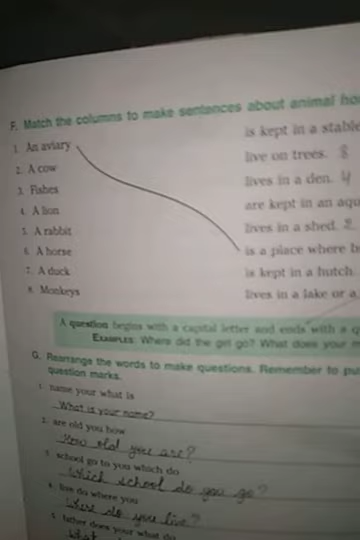 F. Match the columns to make sentences about animal
1. An aviary
is kept in a stable
2. A cow
live on trees. 8
3. Fishes
lives in a den. 4
4. A lion
are kept in an
5. A rabbit
lives in a shed. 2.
6. A horse
is a place where
7. A duck
is kept in a hutch.
8. Monkeys
lives in a lake or a
A question begins with a capital letter and ends with a
EXAMPLES: Where did the girl go? What does your
G. Rearrange the words to make questions. Remember to
question marks.
1. name your what is
What is your name?
2. are old you how
How old you are?
3. school go to you which do
Which school do you go?
4. live do where you
Where do you live?
5. father does your what do
What